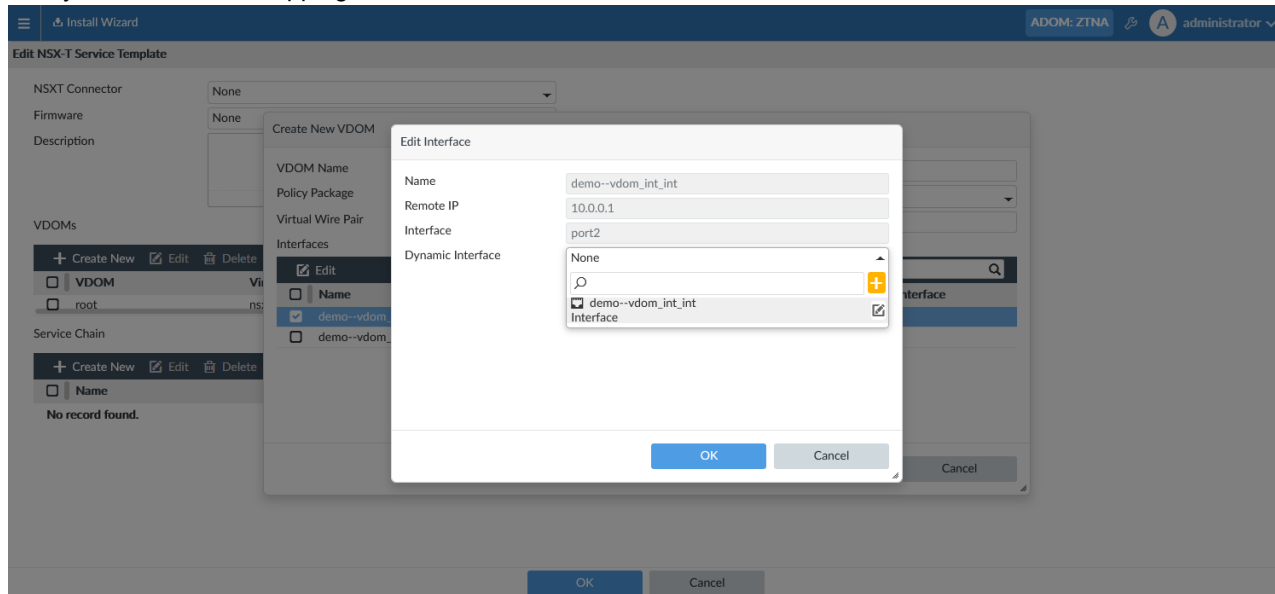 Install Wizard
ADOM: ZTNA
A administrator
Edit NSX-T Service Template
NSXT Connector
None
Firmware
None
Description
Create New VDOM
VDOM Name
Policy Package
Virtual Wire Pair
Interfaces
Edit
Name
demo--vdom_
demo--vdom_
Cancel
Edit Interface
Name
demo--vdom_int_int
Remote IP
10.0.0.1
Interface
port2
Dynamic Interface
None
demo--vdom_int_int
Interface
OK Cancel
VDOMs
+ Create New Edit Delete
VDOM
root
Service Chain
+ Create New Edit Delete
Name
No record found.
OK Cancel